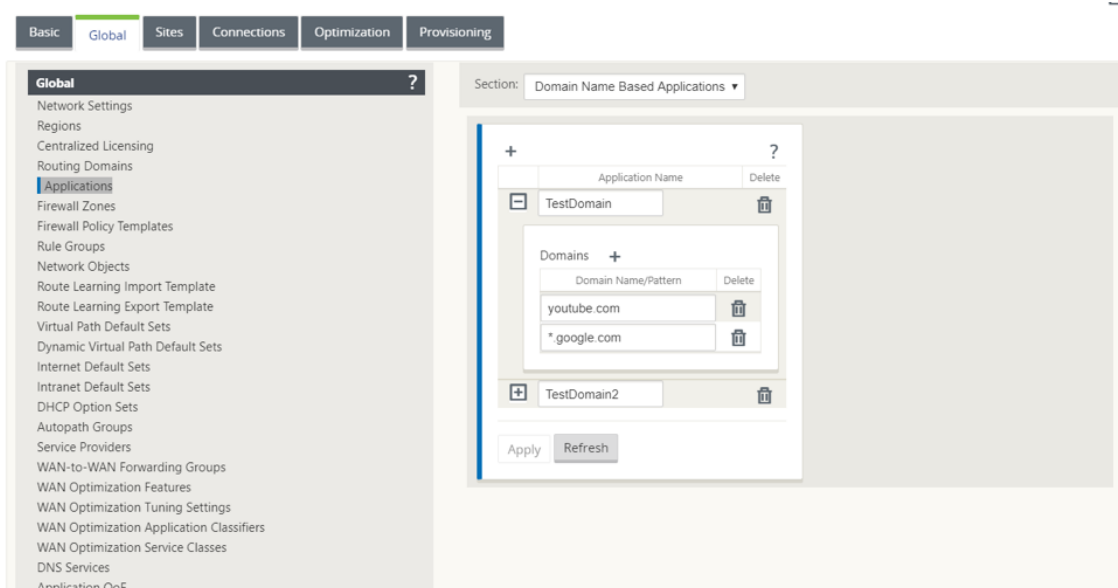 Basic Global Sites Connections Optimization Provisioning
Global ?
Network Settings
Regions
Centralized Licensing
Routing Domains
Applications
Firewall Zones
Firewall Policy Templates
Rule Groups
Network Objects
Route Learning Import Template
Route Learning Export Template
Virtual Path Default Sets
Dynamic Virtual Path Default Sets
Internet Default Sets
Intranet Default Sets
DHCP Option Sets
Autopath Groups
Service Providers
WAN-to-WAN Forwarding Groups
WAN Optimization Features
WAN Optimization Tuning Settings
WAN Optimization Application Classifiers
WAN Optimization Service Classes
DNS Services
Application QoE
Section: Domain Name Based Applications ▼
+ ?
Application Name Delete
TestDomain
Domains +
Domain Name/Pattern Delete
youtube.com
*.google.com
TestDomain2
Apply Refresh